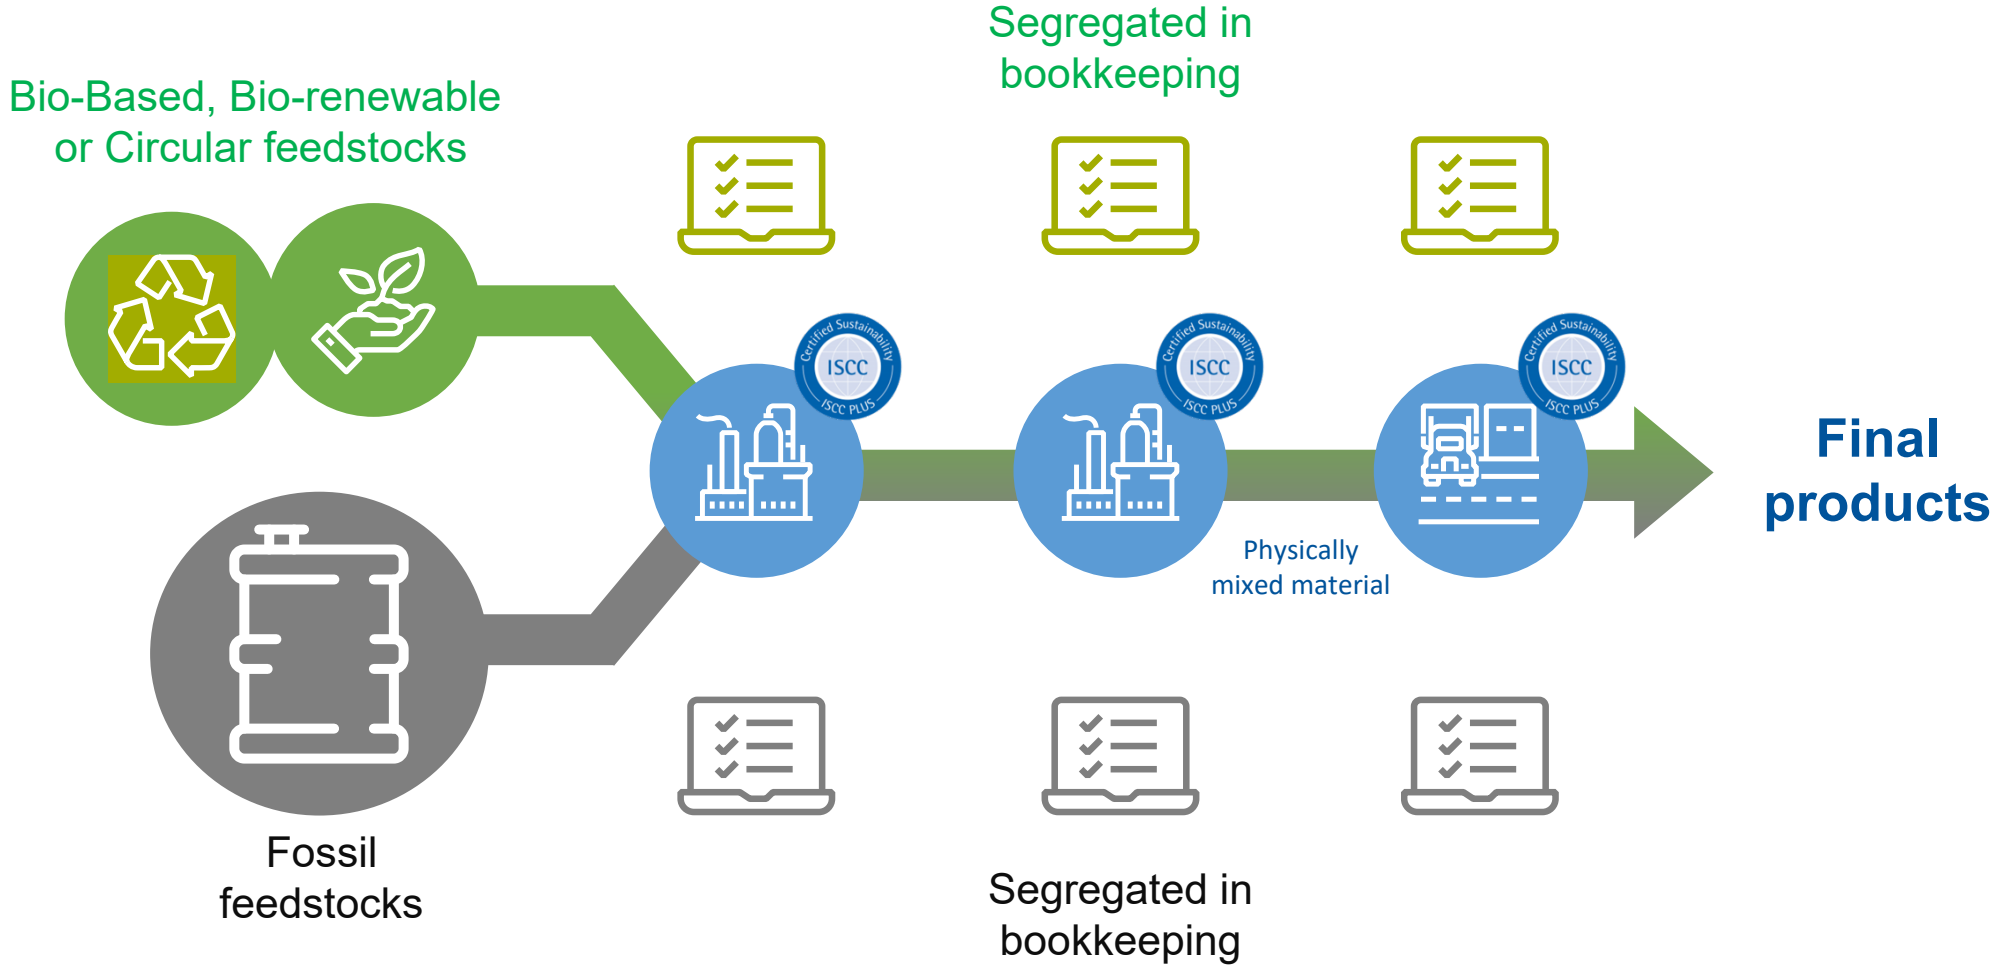 Segregated in
bookkeeping
Bio-Based, Bio-renewable
or Circular feedstocks
Certified Sustainability
ISCC
ISCC PLUS
Certified Sustainability
ISCC
ISCC PLUS
Certified Sustainability
ISCC
ISCC PLUS
Final
products
Physically
mixed material
Fossil
feedstocks
Segregated in
bookkeeping